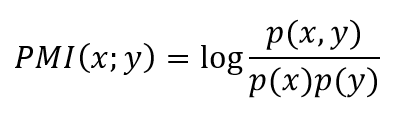 PMI(x; y) = log p(x, y) / p(x)p(y)